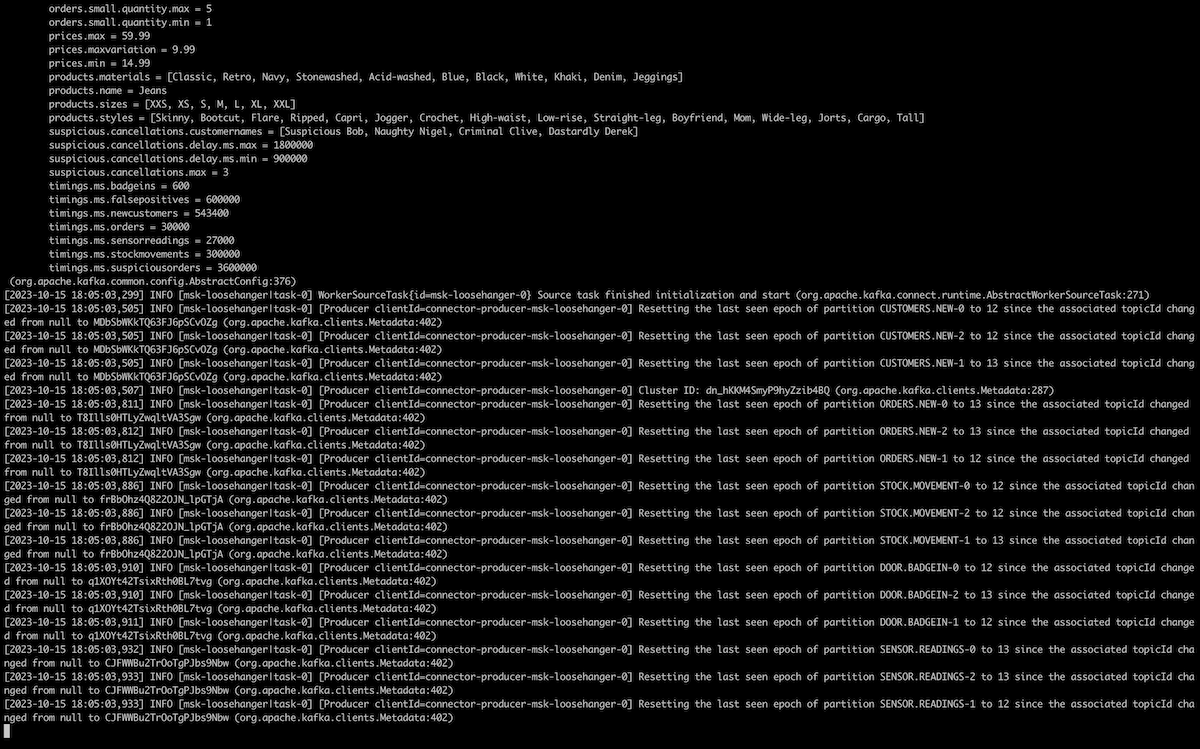 orders.small.quantity.max = 5
orders.small.quantity.min = 1
prices.max = 59.99
prices.maxvariation = 9.99
prices.min = 14.99
products.materials = [Classic, Retro, Navy, Stonewashed, Acid-washed, Blue, Black, White, Khaki, Denim, Jeggings]
products.name = Jeans
products.sizes = [XXS, XS, S, M, L, XL, XXL]
products.styles = [Skinny, Bootcut, Flare, Ripped, Capri, Jogger, Crochet, High-waist, Low-rise, Straight-leg, Boyfriend, Mom, Wide-leg, Jorts, Cargo, Tall]
suspicious.cancellations.customernames = [Suspicious Bob, Naughty Nigel, Criminal Clive, Dastardly Derek]
suspicious.cancellations.delay.ms.max = 1800000
suspicious.cancellations.delay.ms.min = 900000
suspicious.cancellations.max = 3
timings.ms.badgeins = 600
timings.ms.falsepositives = 600000
timings.ms.newcustomers = 543400
timings.ms.orders = 30000
timings.ms.sensorreadings = 27000
timings.ms.stockmovements = 300000
timings.ms.suspiciousorders = 3600000
(org.apache.kafka.common.config.AbstractConfig:376)
[2023-10-15 18:05:03,299] INFO [msk-loosehanger|task-0] WorkerSourceTask{id=msk-loosehanger-0} Source task finished initialization and start (org.apache.kafka.connect.runtime.AbstractWorkerSourceTask:271)
[2023-10-15 18:05:03,505] INFO [msk-loosehanger|task-0] [Producer clientId=connector-producer-msk-loosehanger-0] Resetting the last seen epoch of partition CUSTOMERS.NEW-0 to 12 since the associated topicId chang
ed from null to MDbSbWKkTQ63FJ6pSCvOZg (org.apache.kafka.clients.Metadata:402)
[2023-10-15 18:05:03,505] INFO [msk-loosehanger|task-0] [Producer clientId=connector-producer-msk-loosehanger-0] Resetting the last seen epoch of partition CUSTOMERS.NEW-2 to 12 since the associated topicId chang
ed from null to MDbSbWKkTQ63FJ6pSCvOZg (org.apache.kafka.clients.Metadata:402)
[2023-10-15 18:05:03,505] INFO [msk-loosehanger|task-0] [Producer clientId=connector-producer-msk-loosehanger-0] Resetting the last seen epoch of partition CUSTOMERS.NEW-1 to 13 since the associated topicId chang
ed from null to MDbSbWKkTQ63FJ6pSCvOZg (org.apache.kafka.clients.Metadata:402)
[2023-10-15 18:05:03,507] INFO [msk-loosehanger|task-0] [Producer clientId=connector-producer-msk-loosehanger-0] Cluster ID: dn_hKKM4SmyP9hyZzib4BQ (org.apache.kafka.clients.Metadata:287)
[2023-10-15 18:05:03,811] INFO [msk-loosehanger|task-0] [Producer clientId=connector-producer-msk-loosehanger-0] Resetting the last seen epoch of partition ORDERS.NEW-0 to 13 since the associated topicId changed
from null to T8Ills0HTLyZwqltVA3Sgw (org.apache.kafka.clients.Metadata:402)
[2023-10-15 18:05:03,812] INFO [msk-loosehanger|task-0] [Producer clientId=connector-producer-msk-loosehanger-0] Resetting the last seen epoch of partition ORDERS.NEW-2 to 13 since the associated topicId changed
from null to T8Ills0HTLyZwqltVA3Sgw (org.apache.kafka.clients.Metadata:402)
[2023-10-15 18:05:03,812] INFO [msk-loosehanger|task-0] [Producer clientId=connector-producer-msk-loosehanger-0] Resetting the last seen epoch of partition ORDERS.NEW-1 to 12 since the associated topicId changed
from null to T8Ills0HTLyZwqltVA3Sgw (org.apache.kafka.clients.Metadata:402)
[2023-10-15 18:05:03,886] INFO [msk-loosehanger|task-0] [Producer clientId=connector-producer-msk-loosehanger-0] Resetting the last seen epoch of partition STOCK.MOVEMENT-0 to 12 since the associated topicId chan
ged from null to frBbOhz4Q822OJN_lpGTjA (org.apache.kafka.clients.Metadata:402)
[2023-10-15 18:05:03,886] INFO [msk-loosehanger|task-0] [Producer clientId=connector-producer-msk-loosehanger-0] Resetting the last seen epoch of partition STOCK.MOVEMENT-2 to 12 since the associated topicId chan
ged from null to frBbOhz4Q822OJN_lpGTjA (org.apache.kafka.clients.Metadata:402)
[2023-10-15 18:05:03,886] INFO [msk-loosehanger|task-0] [Producer clientId=connector-producer-msk-loosehanger-0] Resetting the last seen epoch of partition STOCK.MOVEMENT-1 to 13 since the associated topicId chan
ged from null to frBbOhz4Q822OJN_lpGTjA (org.apache.kafka.clients.Metadata:402)
[2023-10-15 18:05:03,910] INFO [msk-loosehanger|task-0] [Producer clientId=connector-producer-msk-loosehanger-0] Resetting the last seen epoch of partition DOOR.BADGEIN-0 to 12 since the associated topicId change
d from null to q1XOYt42TsixRth0BL7tvg (org.apache.kafka.clients.Metadata:402)
[2023-10-15 18:05:03,910] INFO [msk-loosehanger|task-0] [Producer clientId=connector-producer-msk-loosehanger-0] Resetting the last seen epoch of partition DOOR.BADGEIN-2 to 13 since the associated topicId change
d from null to q1XOYt42TsixRth0BL7tvg (org.apache.kafka.clients.Metadata:402)
[2023-10-15 18:05:03,911] INFO [msk-loosehanger|task-0] [Producer clientId=connector-producer-msk-loosehanger-0] Resetting the last seen epoch of partition DOOR.BADGEIN-1 to 12 since the associated topicId change
d from null to q1XOYt42TsixRth0BL7tvg (org.apache.kafka.clients.Metadata:402)
[2023-10-15 18:05:03,932] INFO [msk-loosehanger|task-0] [Producer clientId=connector-producer-msk-loosehanger-0] Resetting the last seen epoch of partition SENSOR.READINGS-0 to 13 since the associated topicId cha
nged from null to CJFWWBu2TrOoTgPJbs9Nbw (org.apache.kafka.clients.Metadata:402)
[2023-10-15 18:05:03,933] INFO [msk-loosehanger|task-0] [Producer clientId=connector-producer-msk-loosehanger-0] Resetting the last seen epoch of partition SENSOR.READINGS-2 to 13 since the associated topicId cha
nged from null to CJFWWBu2TrOoTgPJbs9Nbw (org.apache.kafka.clients.Metadata:402)
[2023-10-15 18:05:03,933] INFO [msk-loosehanger|task-0] [Producer clientId=connector-producer-msk-loosehanger-0] Resetting the last seen epoch of partition SENSOR.READINGS-1 to 12 since the associated topicId cha
nged from null to CJFWWBu2TrOoTgPJbs9Nbw (org.apache.kafka.clients.Metadata:402)